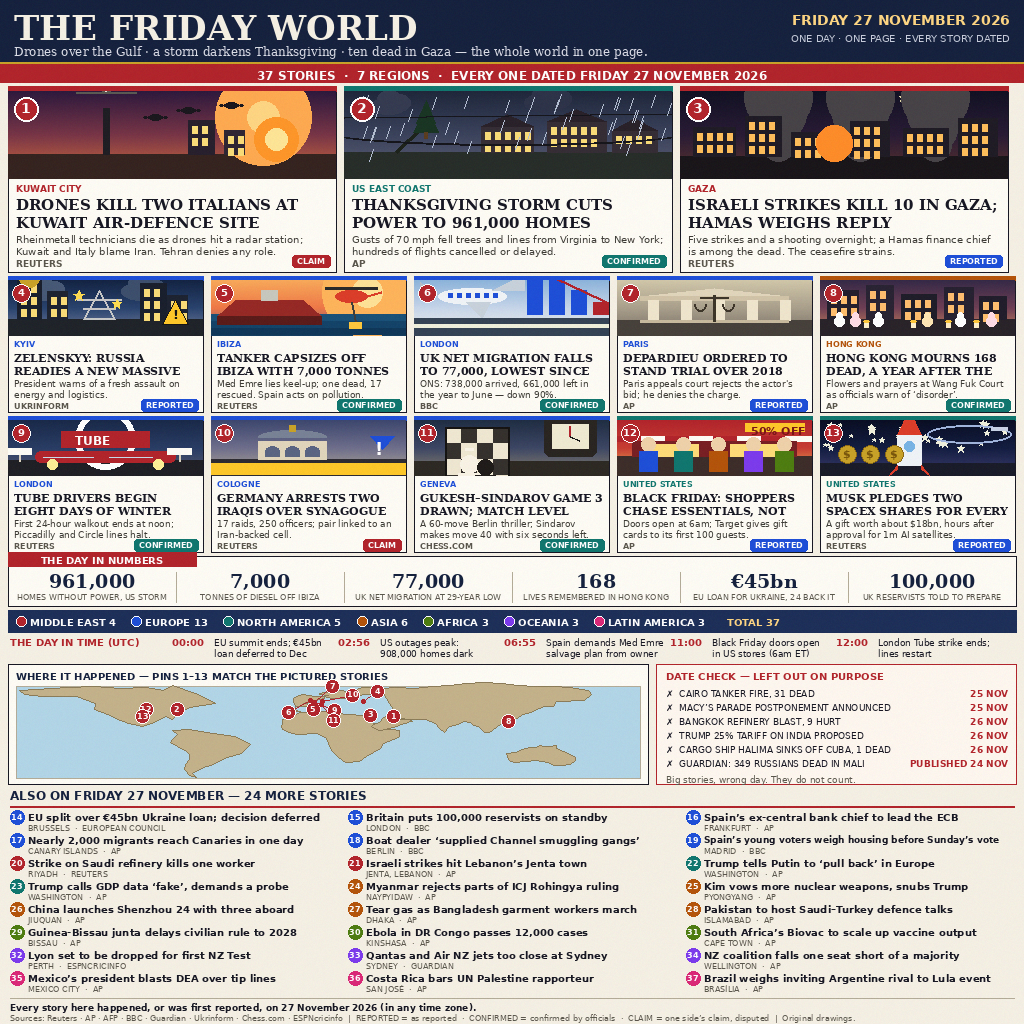 THE FRIDAY WORLD
Drones over the Gulf · a storm darkens Thanksgiving · ten dead in Gaza — the whole world in one page.
FRIDAY 27 NOVEMBER 2026
ONE DAY · ONE PAGE · EVERY STORY DATED
37 STORIES · 7 REGIONS · EVERY ONE DATED FRIDAY 27 NOVEMBER 2026
1
KUWAIT CITY
DRONES KILL TWO ITALIANS AT
KUWAIT AIR-DEFENCE SITE
Rheinmetall technicians die as drones hit a radar station;
Kuwait and Italy blame Iran. Tehran denies any role.
REUTERS
CLAIM
2
US EAST COAST
THANKSGIVING STORM CUTS
POWER TO 961,000 HOMES
Gusts of 70 mph fell trees and lines from Virginia to New York;
hundreds of flights cancelled or delayed.
AP
CONFIRMED
3
GAZA
ISRAELI STRIKES KILL 10 IN GAZA;
HAMAS WEIGHS REPLY
Five strikes and a shooting overnight; a Hamas finance chief
is among the dead. The ceasefire strains.
REUTERS
REPORTED
4
KYIV
ZELENSKYY: RUSSIA
READIES A NEW MASSIVE
President warns of a fresh assault on
energy and logistics.
UKRINFORM
REPORTED
5
IBIZA
TANKER CAPSIZES OFF
IBIZA WITH 7,000 TONNES
Med Emre lies keel-up; one dead, 17
rescued. Spain acts on pollution.
REUTERS
CONFIRMED
6
LONDON
UK NET MIGRATION FALLS
TO 77,000, LOWEST SINCE
ONS: 738,000 arrived, 661,000 left in
the year to June — down 90%.
BBC
CONFIRMED
7
PARIS
DEPARDIEU ORDERED TO
STAND TRIAL OVER 2018
Paris appeals court rejects the actor's
bid; he denies the charge.
AP
REPORTED
8
HONG KONG
HONG KONG MOURNS 168
DEAD, A YEAR AFTER THE
Flowers and prayers at Wang Fuk Court
as officials warn of ‘disorder’.
AP
CONFIRMED
9
TUBE
LONDON
TUBE DRIVERS BEGIN
EIGHT DAYS OF WINTER
First 24-hour walkout ends at noon;
Piccadilly and Circle lines halt.
REUTERS
CONFIRMED
10
!
COLOGNE
GERMANY ARRESTS TWO
IRAQIS OVER SYNAGOGUE
17 raids, 250 officers; pair linked to an
Iran-backed cell.
REUTERS
CLAIM
11
GENEVA
GUKESH–SINDAROV GAME 3
DRAWN; MATCH LEVEL
A 60-move Berlin thriller; Sindarov
makes move 40 with six seconds left.
CHESS.COM
CONFIRMED
12
50% OFF
UNITED STATES
BLACK FRIDAY: SHOPPERS
CHASE ESSENTIALS, NOT
Doors open at 6am; Target gives gift
cards to its first 100 guests.
AP
REPORTED
13
$ $ $
UNITED STATES
MUSK PLEDGES TWO
SPACEX SHARES FOR EVERY
A gift worth about $18bn, hours after
approval for 1m AI satellites.
REUTERS
REPORTED
THE DAY IN NUMBERS
961,000
HOMES WITHOUT POWER, US STORM
7,000
TONNES OF DIESEL OFF IBIZA
77,000
UK NET MIGRATION AT 29-YEAR LOW
168
LIVES REMEMBERED IN HONG KONG
€45bn
EU LOAN FOR UKRAINE, 24 BACK IT
100,000
UK RESERVISTS TOLD TO PREPARE
MIDDLE EAST 4 EUROPE 13 NORTH AMERICA 5 ASIA 6 AFRICA 3 OCEANIA 3 LATIN AMERICA 3 TOTAL 37
THE DAY IN TIME (UTC)
00:00 EU summit ends; €45bn
loan deferred to Dec
02:56 US outages peak:
908,000 homes dark
06:55 Spain demands Med Emre
salvage plan from owner
11:00 Black Friday doors open
in US stores (6am ET)
12:00 London Tube strike ends;
lines restart
WHERE IT HAPPENED — PINS 1–13 MATCH THE PICTURED STORIES
7
10
4
13
2
6
5
9
11
3
1
8
DATE CHECK — LEFT OUT ON PURPOSE
✗ CAIRO TANKER FIRE, 31 DEAD 25 NOV
✗ MACY'S PARADE POSTPONEMENT ANNOUNCED 25 NOV
✗ BANGKOK REFINERY BLAST, 9 HURT 26 NOV
✗ TRUMP 25% TARIFF ON INDIA PROPOSED 26 NOV
✗ CARGO SHIP HALIMA SINKS OFF CUBA, 1 DEAD 26 NOV
✗ GUARDIAN: 349 RUSSIANS DEAD IN MALI PUBLISHED 24 NOV
Big stories, wrong day. They do not count.
ALSO ON FRIDAY 27 NOVEMBER — 24 MORE STORIES
14 EU split over €45bn Ukraine loan; decision deferred
BRUSSELS · EUROPEAN COUNCIL
15 Britain puts 100,000 reservists on standby
LONDON · BBC
16 Spain's ex-central bank chief to lead the ECB
FRANKFURT · AP
17 Nearly 2,000 migrants reach Canaries in one day
CANARY ISLANDS · AP
18 Boat dealer ‘supplied Channel smuggling gangs’
BERLIN · BBC
19 Spain's young voters weigh housing before Sunday's vote
MADRID · BBC
20 Strike on Saudi refinery kills one worker
RIYADH · REUTERS
21 Israeli strikes hit Lebanon's Jenta town
JENTA, LEBANON · AP
22 Trump tells Putin to ‘pull back’ in Europe
WASHINGTON · AP
23 Trump calls GDP data ‘fake’, demands a probe
WASHINGTON · AP
24 Myanmar rejects parts of ICJ Rohingya ruling
NAYPYIDAW · AP
25 Kim vows more nuclear weapons, snubs Trump
PYONGYANG · AP
26 China launches Shenzhou 24 with three aboard
JIUQUAN · AP
27 Tear gas as Bangladesh garment workers march
DHAKA · AP
28 Pakistan to host Saudi–Turkey defence talks
ISLAMABAD · AP
29 Guinea-Bissau junta delays civilian rule to 2028
BISSAU · AP
30 Ebola in DR Congo passes 12,000 cases
KINSHASA · AP
31 South Africa's Biovac to scale up vaccine output
CAPE TOWN · AP
32 Lyon set to be dropped for first NZ Test
PERTH · ESPNCRICINFO
33 Qantas and Air NZ jets too close at Sydney
SYDNEY · GUARDIAN
34 NZ coalition falls one seat short of a majority
WELLINGTON · AP
35 Mexico's president blasts DEA over tip lines
MEXICO CITY · AP
36 Costa Rica bars UN Palestine rapporteur
SAN JOSÉ · AP
37 Brazil weighs inviting Argentine rival to Lula event
BRASÍLIA · AP
Every story here happened, or was first reported, on 27 November 2026 (in any time zone).
Sources: Reuters · AP · AFP · BBC · Guardian · Ukrinform · Chess.com · ESPNcricinfo | REPORTED = as reported · CONFIRMED = confirmed by officials · CLAIM = one side's claim, disputed | Original drawings.